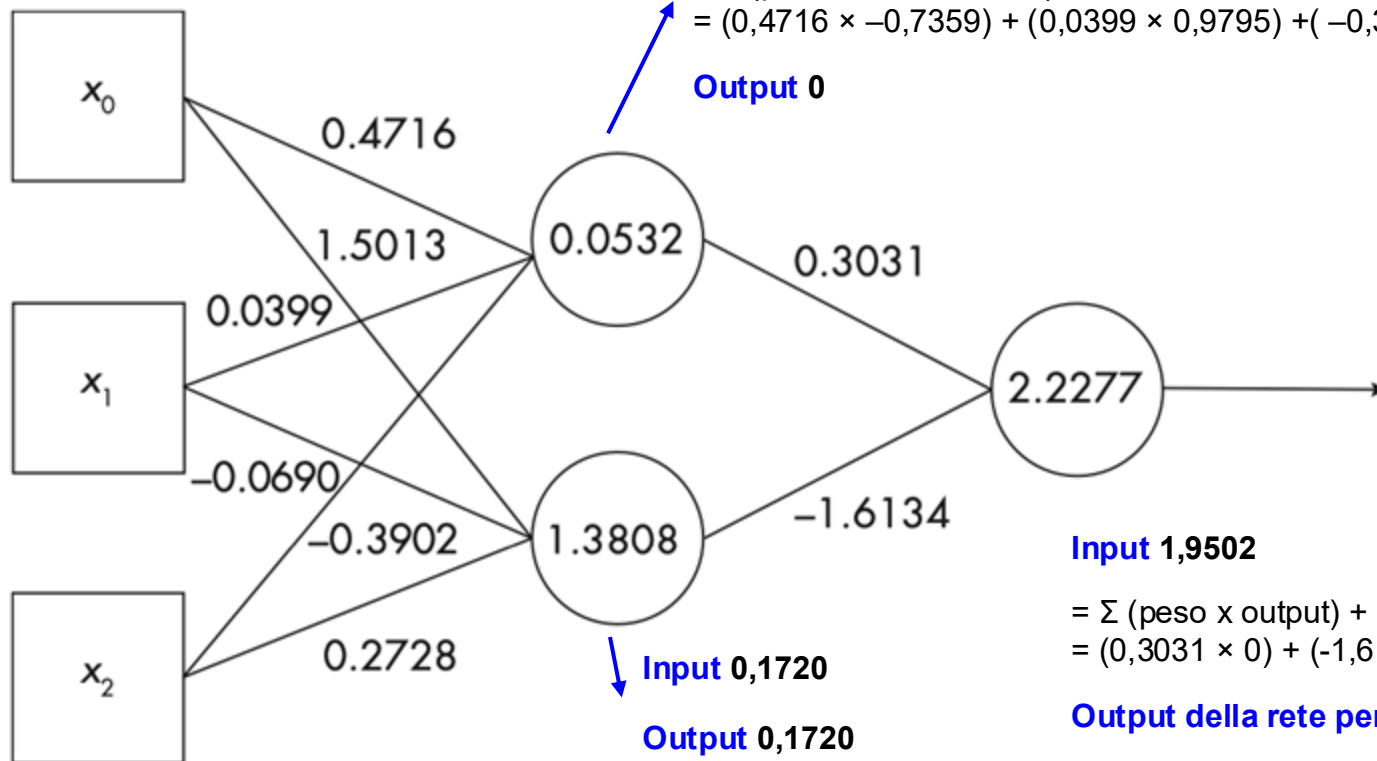 = (0,4716 × –0,7359) + (0,0399 × 0,9795) +( –0,3
Output 0
x0
0.4716
1.5013
0.0532
0.3031
0.0399
x1
2.2277
–0.0690
–0.3902
1.3808
–1.6134
Input 1,9502
= Σ (peso x output) +
= (0,3031 × 0) + (-1,6
0.2728
x2
Input 0,1720
Output della rete per
Output 0,1720